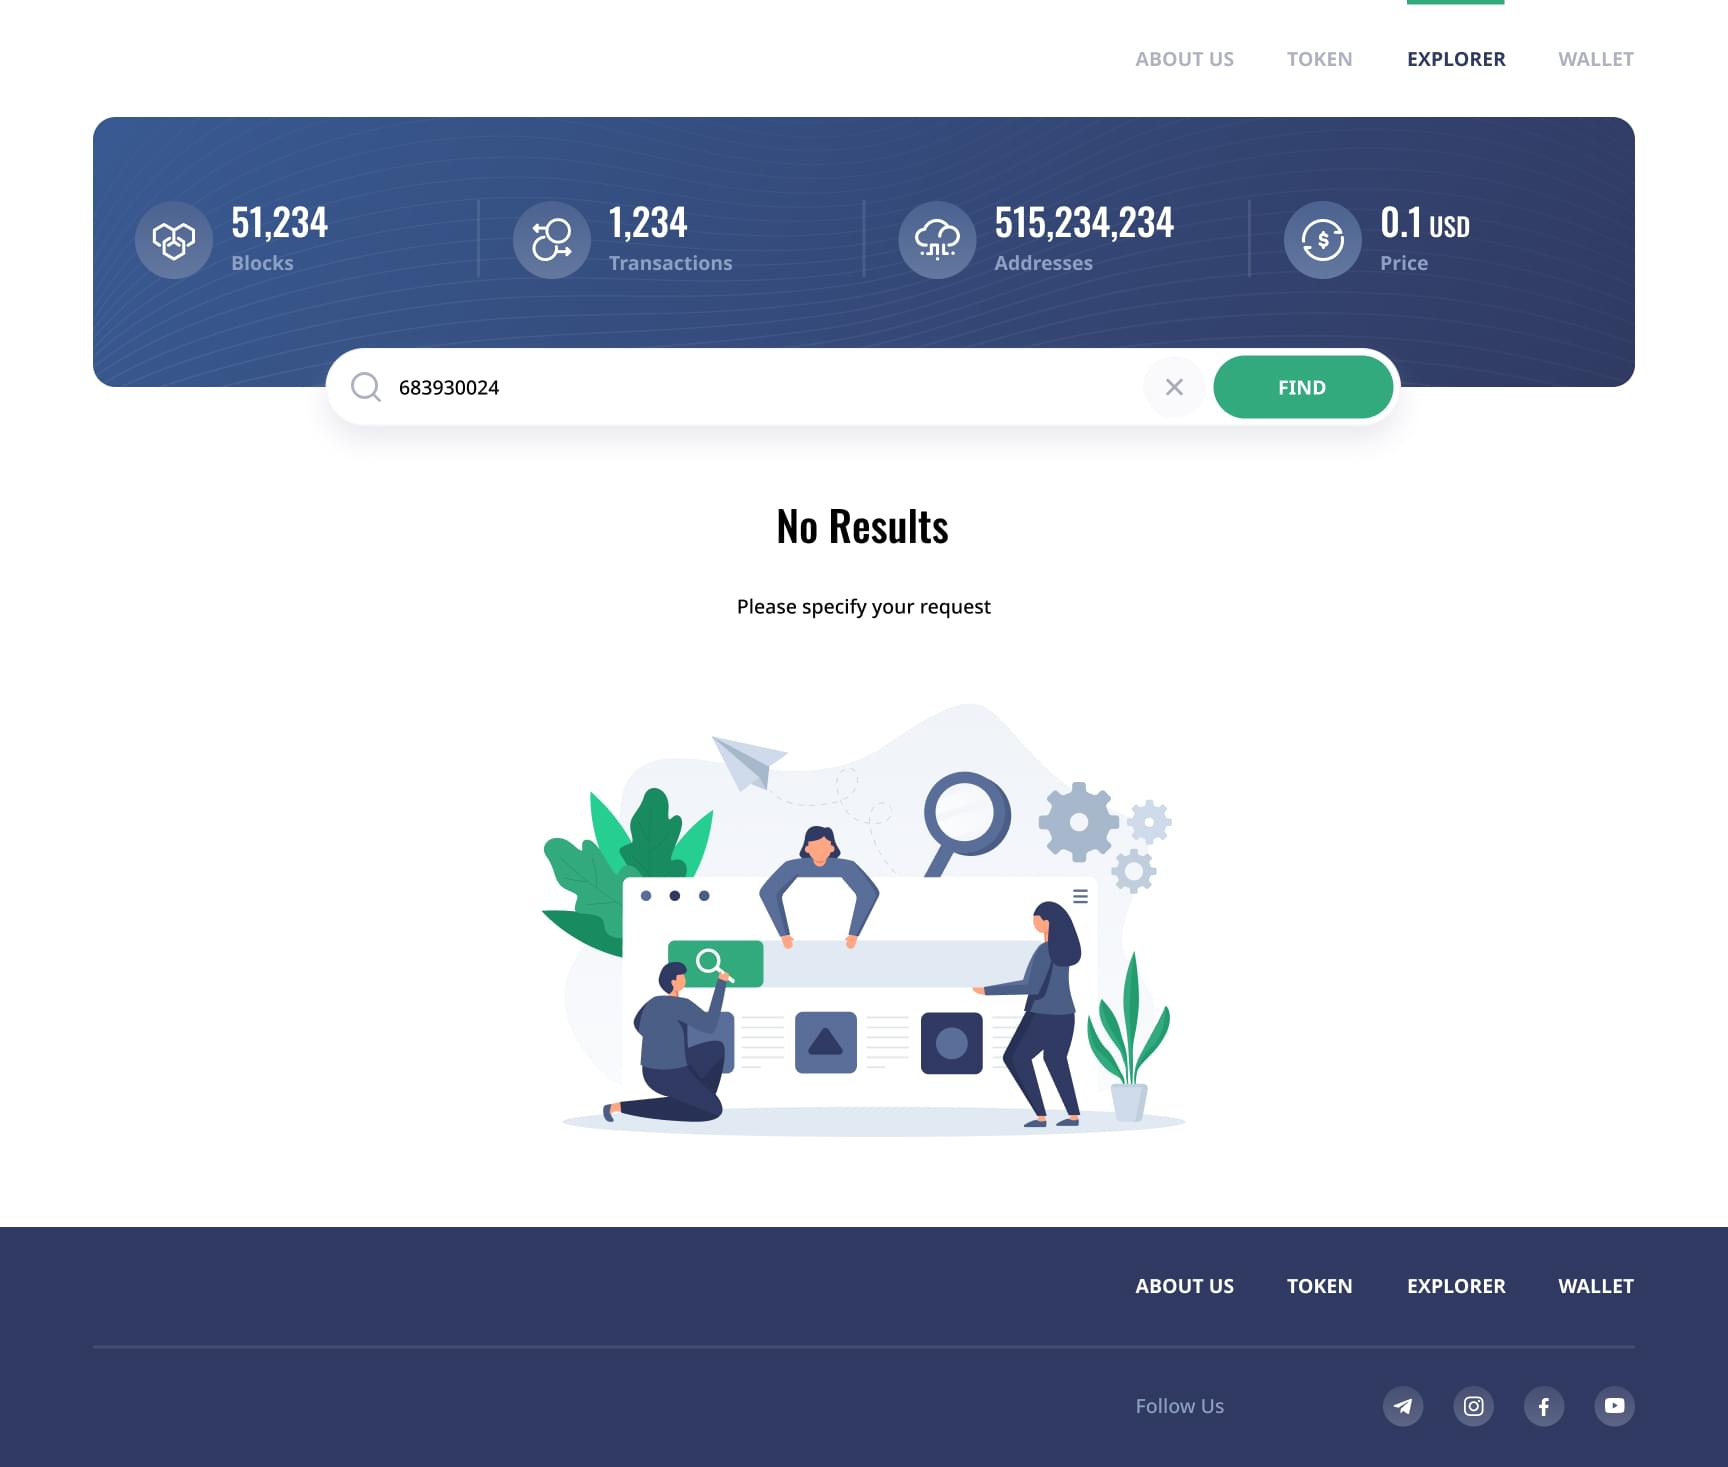 ABOUT US TOKEN EXPLORER WALLET
51,234 1,234 515,234,234 0.1 USD
Blocks Transactions Addresses Price
683930024 FIND
No Results
Please specify your request
ABOUT US TOKEN EXPLORER WALLET
Follow Us